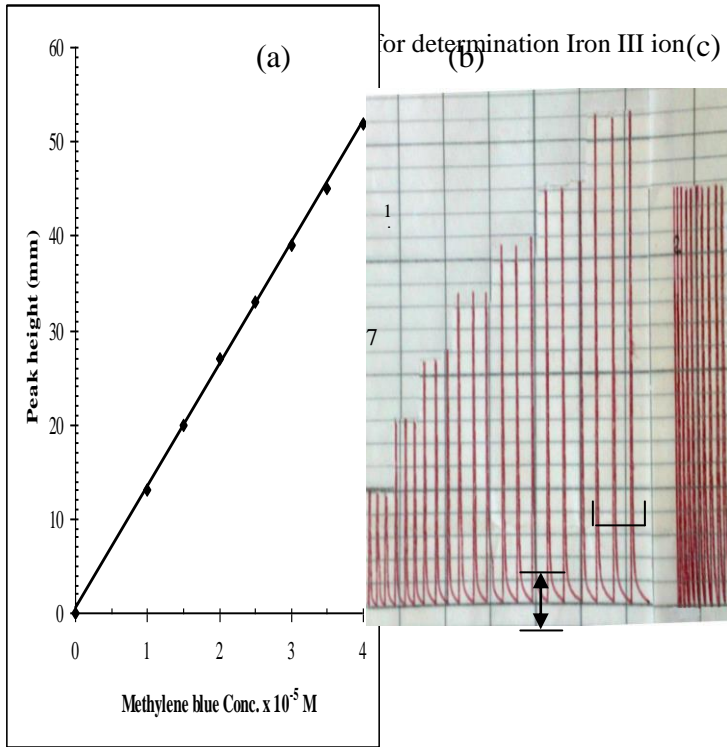 for determination Iron III ion
(a)
(b)
(c)
60
50
40
30
20
10
0
Peak height (mm)
0 1 2 3 4
Methylene blue Conc. x 10⁻⁵ M
1
.
7
2